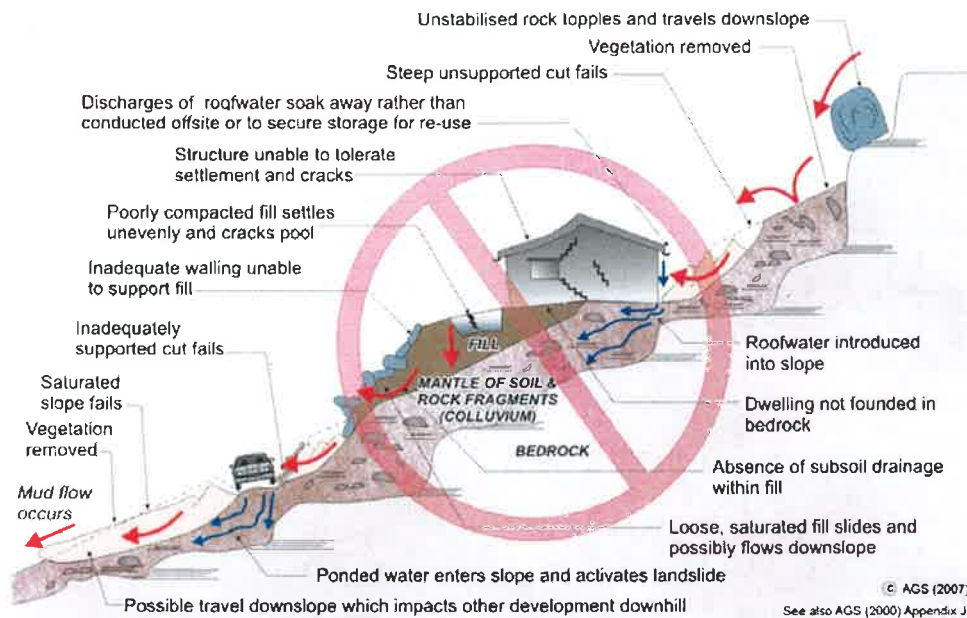 Unstabilised rock topples and travels downslope
Vegetation removed
Steep unsupported cut fails
Discharges of roofwater soak away rather than
conducted offsite or to secure storage for re-use
Structure unable to tolerate
settlement and cracks
Poorly compacted fill settles
unevenly and cracks pool
Inadequate walling unable
to support fill
Inadequately
supported cut fails
Saturated
slope fails
Vegetation
removed
Mud flow
occurs
FILL
MANTLE OF SOIL &
ROCK FRAGMENTS
(COLLUVIUM)
BEDROCK
Roofwater introduced
into slope
Dwelling not founded in
bedrock
Absence of subsoil drainage
within fill
Loose, saturated fill slides and
possibly flows downslope
Ponded water enters slope and activates landslide
Possible travel downslope which impacts other development downhill
© AGS (2007)
See also AGS (2000) Appendix J